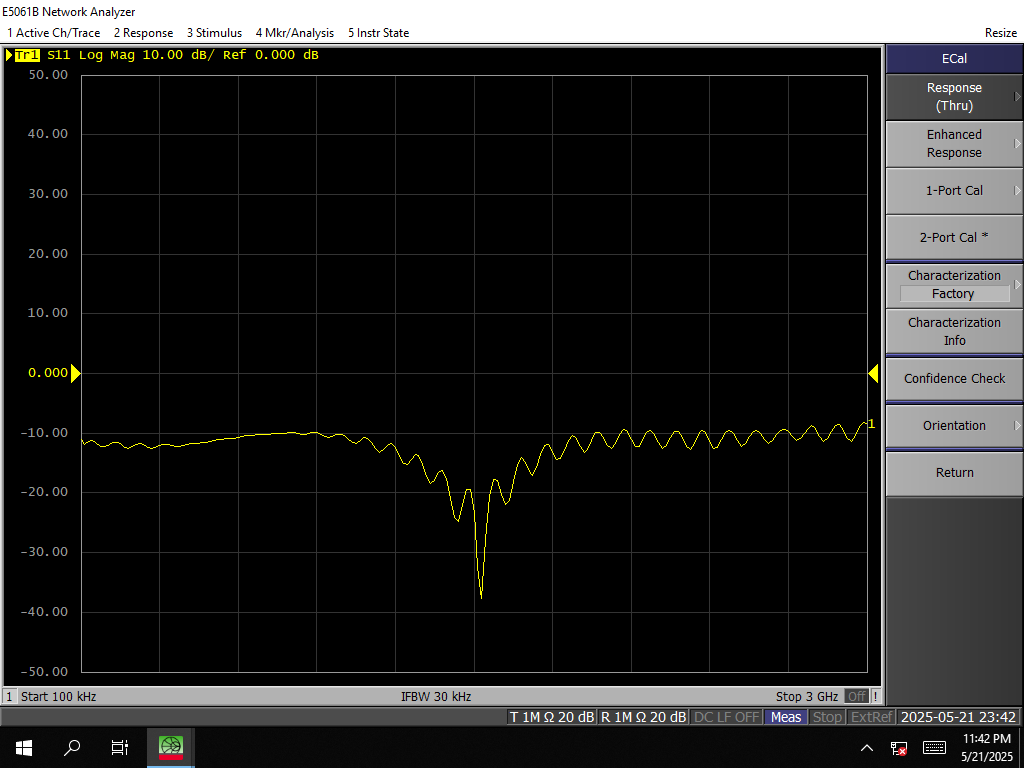 E5061B Network Analyzer
1 Active Ch/Trace 2 Response 3 Stimulus 4 Mkr/Analysis 5 Instr State Resize
Tr1 S11 Log Mag 10.00 dB/ Ref 0.000 dB
50.00
40.00
30.00
20.00
10.00
0.000
-10.00
-20.00
-30.00
-40.00
-50.00
1
1 Start 100 kHz IFBW 30 kHz Stop 3 GHz Off !
ECal
Response
(Thru)
Enhanced
Response
1-Port Cal
2-Port Cal *
Characterization
Factory
Characterization
Info
Confidence Check
Orientation
Return
T 1M Ω 20 dB R 1M Ω 20 dB DC LF OFF Meas Stop ExtRef 2025-05-21 23:42
11:42 PM
5/21/2025